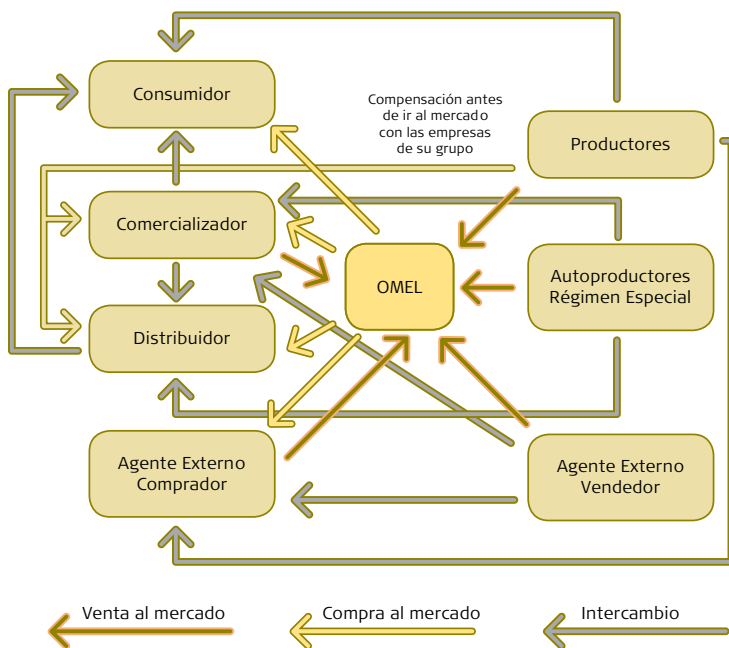 Consumidor
Compensación antes
de ir al mercado
con las empresas
de su grupo
Productores
Comercializador
OMEL
Autoproductores
Régimen Especial
Distribuidor
Agente Externo
Comprador
Agente Externo
Vendedor
Venta al mercado
Compra al mercado
Intercambio